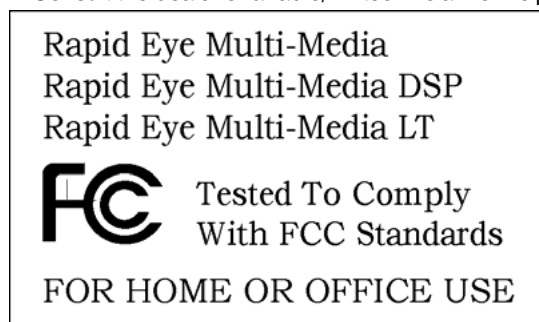 Rapid Eye Multi-Media
Rapid Eye Multi-Media DSP
Rapid Eye Multi-Media LT
FC Tested To Comply
With FCC Standards
FOR HOME OR OFFICE USE